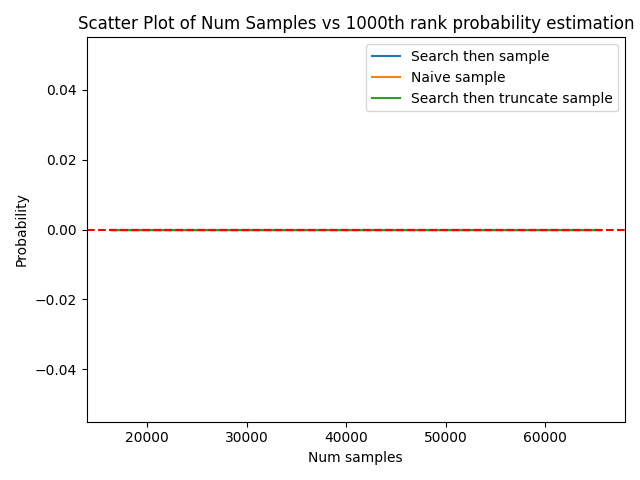 Scatter Plot of Num Samples vs 1000th rank probability estimation
Search then sample
Naive sample
Search then truncate sample
Probability
0.04
0.02
0.00
−0.02
−0.04
20000 30000 40000 50000 60000
Num samples